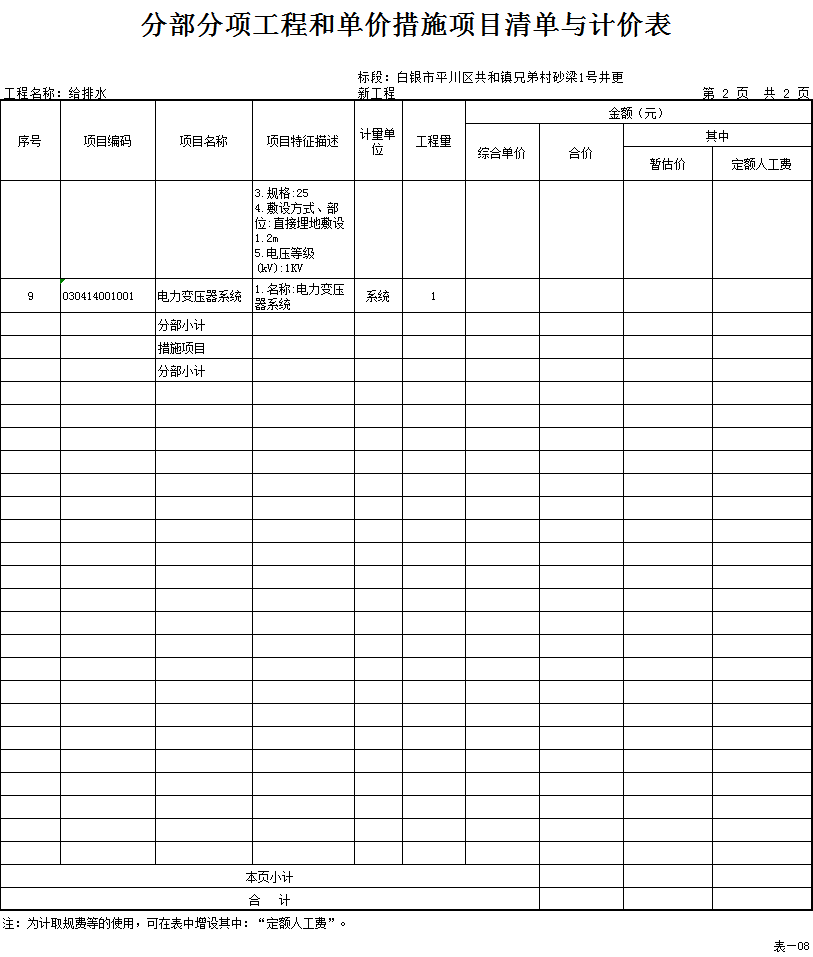 分部分项工程和单价措施项目清单与计价表
标段：白银市平川区共和镇兄弟村砂梁1号井更
工程名称：给排水 新工程 第 2 页 共 2 页
序号 项目编码 项目名称 项目特征描述 计量单位 工程量 金额（元）
综合单价 合价 其中
暂估价 定额人工费
3.规格:25
4.敷设方式、部
位:直接埋地敷设
1.2m
5.电压等级
(kV):1KV
9 030414001001 电力变压器系统 1.名称:电力变压
器系统 系统 1
分部小计
措施项目
分部小计
本页小计
合 计
注：为计取规费等的使用，可在表中增设其中：“定额人工费”。
表—08